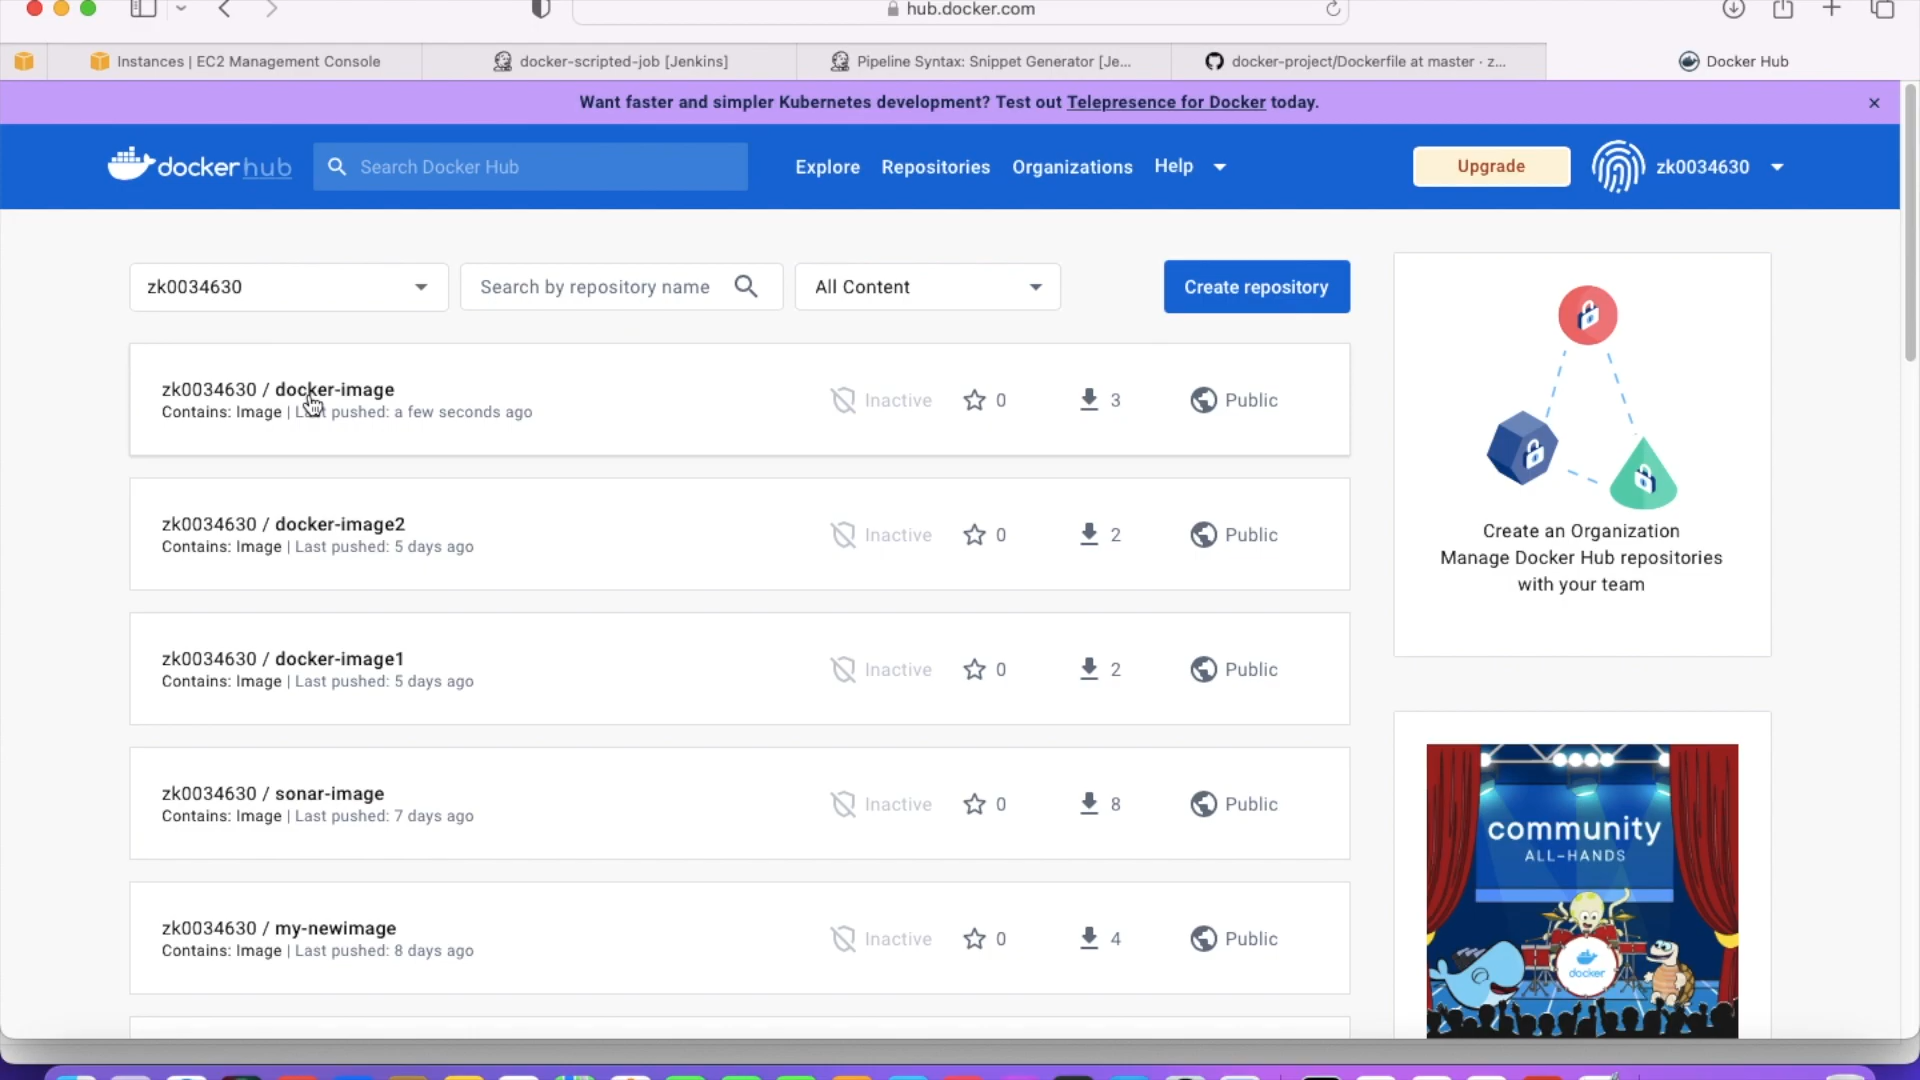 hub.docker.com
Instances | EC2 Management Console
docker-scripted-job [Jenkins]
Pipeline Syntax: Snippet Generator [Je...
docker-project/Dockerfile at master · z...
Docker Hub
Want faster and simpler Kubernetes development? Test out Telepresence for Docker today.
docker hub
Search Docker Hub
Explore
Repositories
Organizations
Help
Upgrade
zk0034630
zk0034630
Search by repository name
All Content
Create repository
zk0034630 / docker-image
Contains: Image | Last pushed: a few seconds ago
Inactive
0
3
Public
zk0034630 / docker-image2
Contains: Image | Last pushed: 5 days ago
Inactive
0
2
Public
zk0034630 / docker-image1
Contains: Image | Last pushed: 5 days ago
Inactive
0
2
Public
zk0034630 / sonar-image
Contains: Image | Last pushed: 7 days ago
Inactive
0
8
Public
zk0034630 / my-newimage
Contains: Image | Last pushed: 8 days ago
Inactive
0
4
Public
Create an Organization
Manage Docker Hub repositories
with your team
community
ALL-HANDS
docker